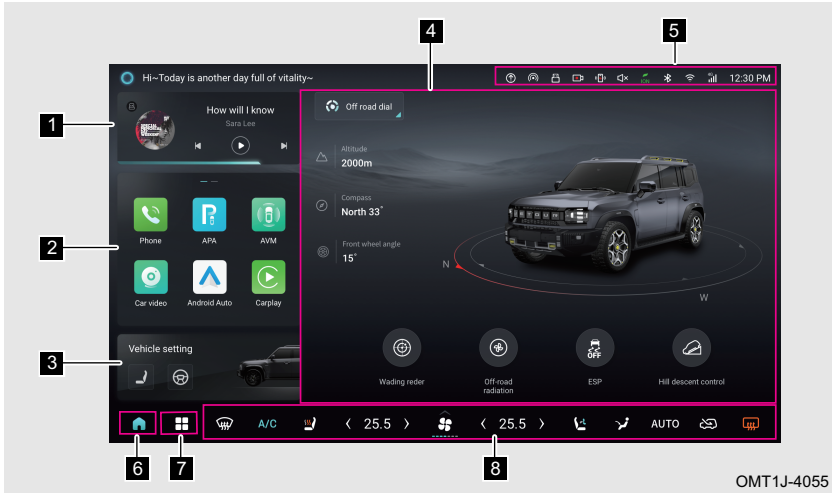 4
5
Hi~Today is another day full of vitality~
ION
4G
12:30 PM
1
How will I know
Sara Lee
Off road dial
Altitude
2000m
Compass
North 33°
Front wheel angle
15°
2
Phone
APA
AVM
Car video
Android Auto
Carplay
N
W
3
Vehicle setting
Wading reder
Off-road
radiation
OFF
ESP
Hill descent control
A/C
25.5
25.5
AUTO
6
7
8
OMT1J-4055